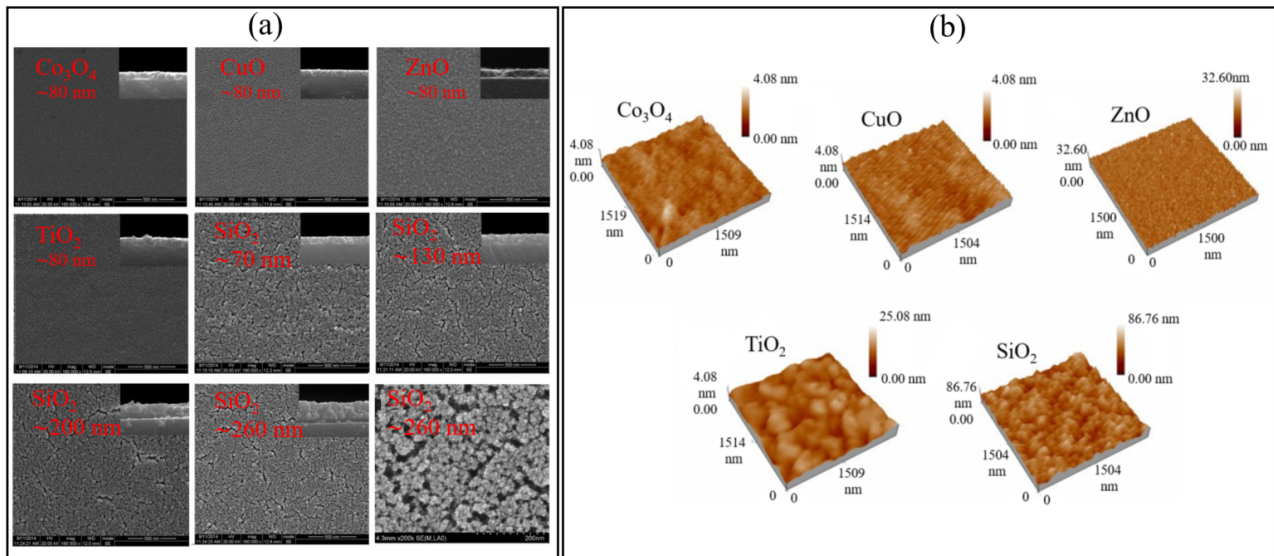 (a)
Co₃O₄
~80 nm
CuO
~80 nm
ZnO
~80 nm
TiO₂
~80 nm
SiO₂
~70 nm
SiO₂
~130 nm
SiO₂
~200 nm
SiO₂
~260 nm
SiO₂
~260 nm
4.3mm x200k SE(M,LA0)
200nm
(b)
Co₃O₄
4.08 nm
0.00 nm
4.08
nm
0.00
1519
nm
1509
nm
0 0
CuO
4.08 nm
0.00 nm
4.08
nm
0.00
1514
nm
1504
nm
0 0
ZnO
32.60nm
0.00 nm
32.60
nm
0.00
1500
nm
1500
nm
0 0
TiO₂
25.08 nm
0.00 nm
4.08
nm
0.00
1514
nm
1509
nm
0 0
SiO₂
86.76 nm
0.00 nm
86.76
nm
0.00
1504
nm
1504
nm
0 0